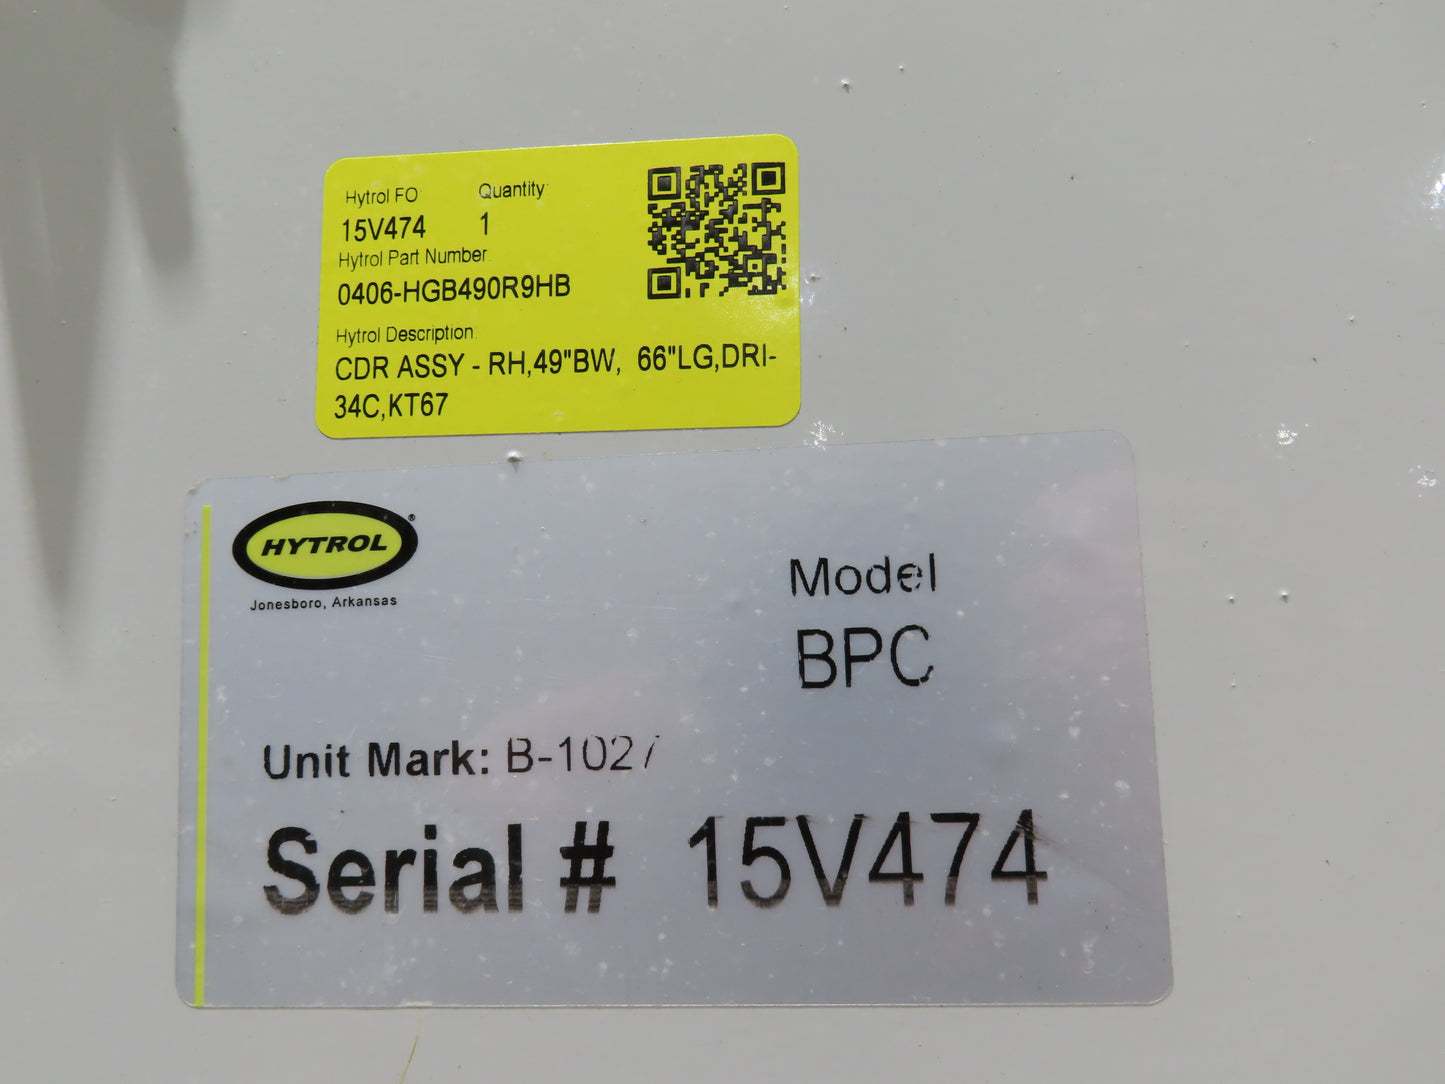 Hytrol FO Quantity
15V474 1
Hytrol Part Number
0406-HGB490R9HB
Hytrol Description
CDR ASSY - RH,49"BW, 66"LG,DRI-
34C,KT67
HYTROL®
Jonesboro, Arkansas
Model
BPC
Unit Mark: B-1027
Serial # 15V474